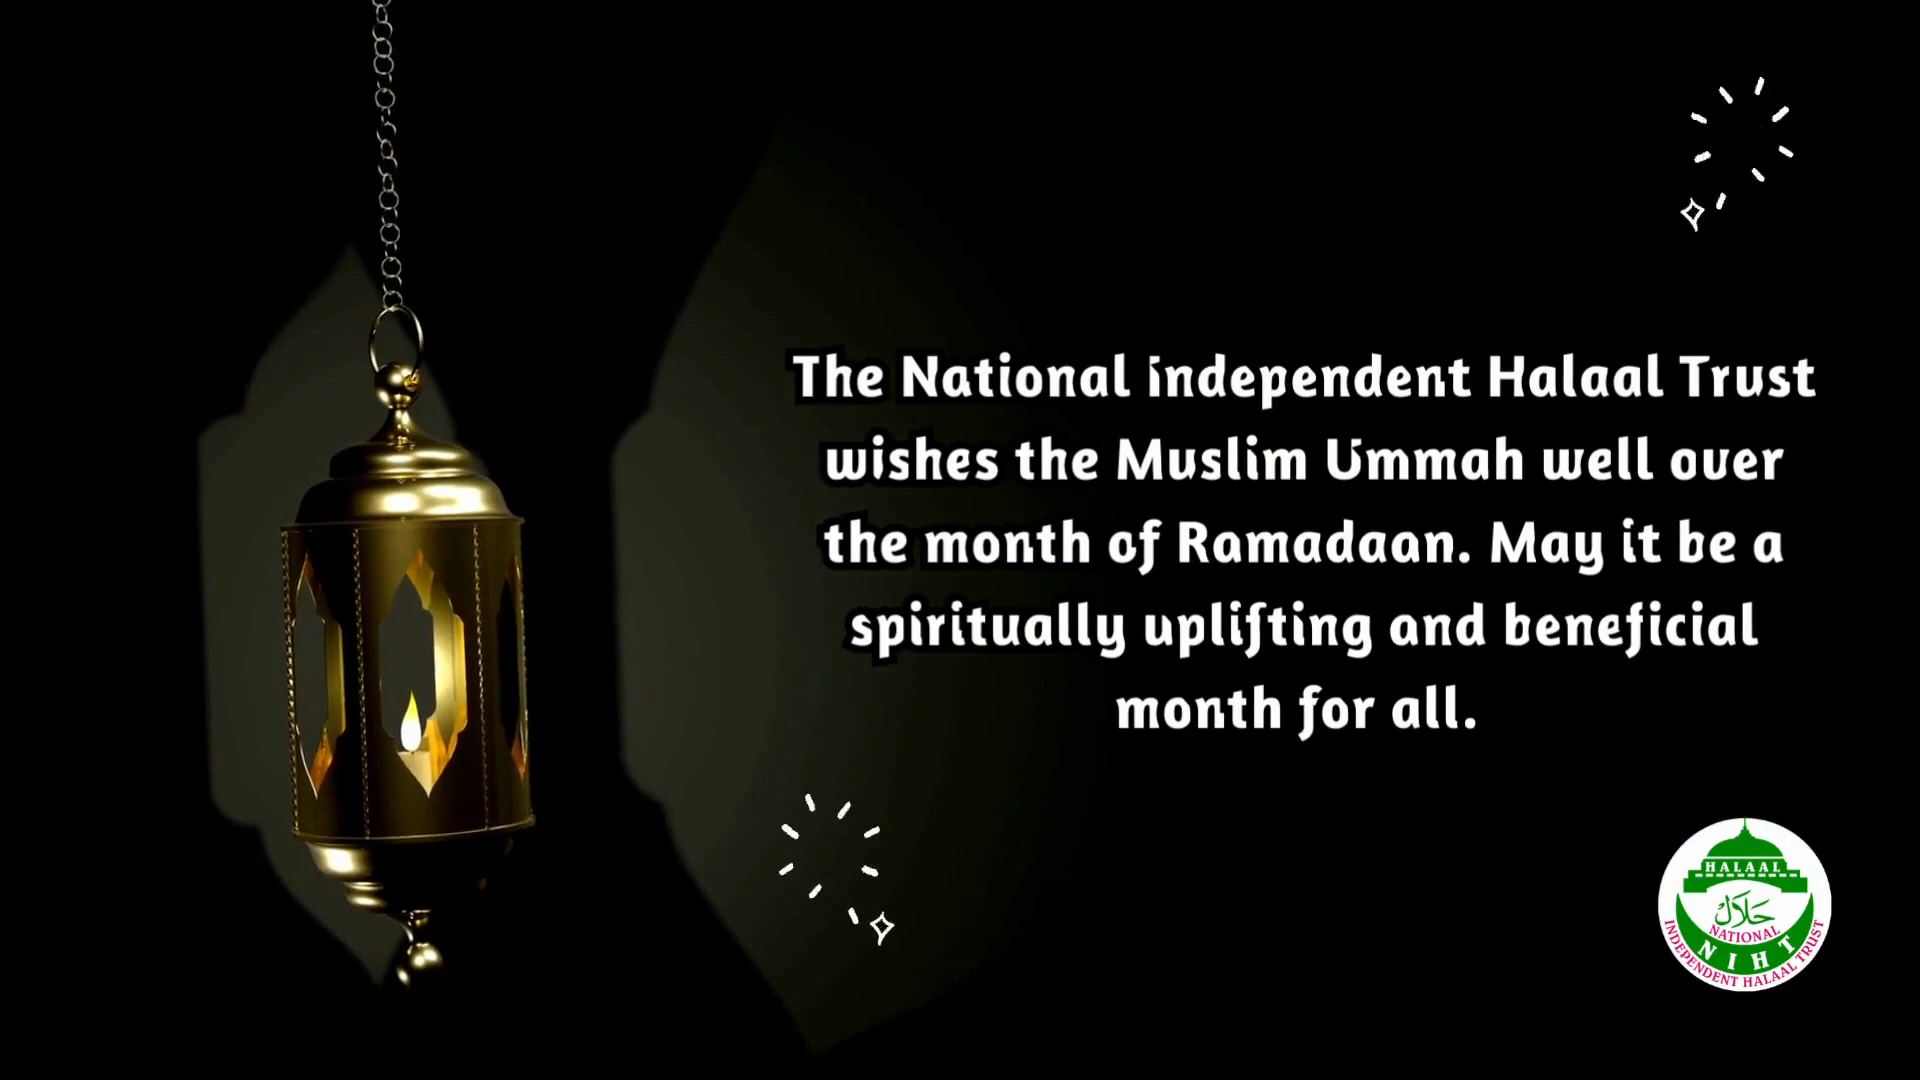 The National independent Halaal Trust
wishes the Muslim Ummah well over
the month of Ramadaan. May it be a
spiritually uplifting and beneficial
month for all.
HALAAL
حلال
NATIONAL
NIHT
INDEPENDENT HALAAL TRUST